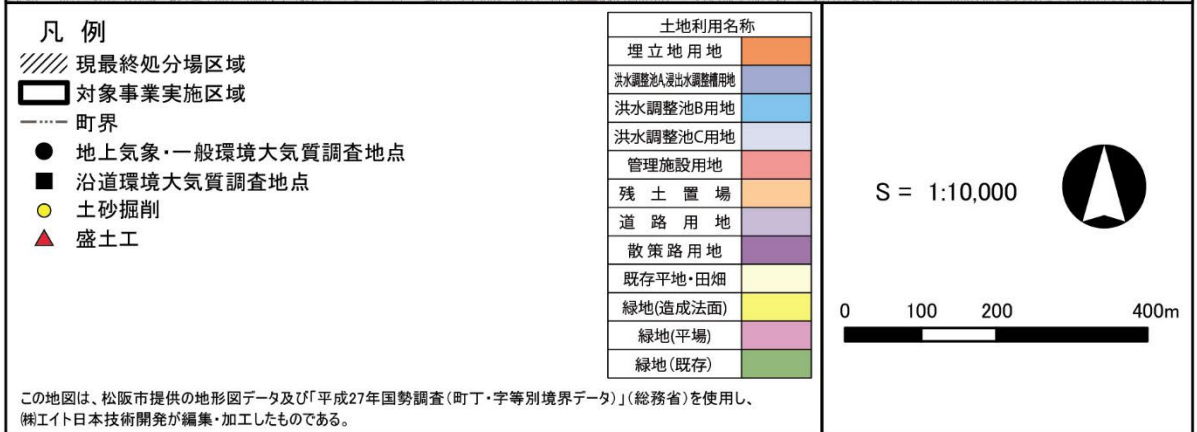 凡 例
現最終処分場区域
対象事業実施区域
町界
地上気象・一般環境大気質調査地点
沿道環境大気質調査地点
土砂掘削
盛土工
土地利用名称
埋立地用地
洪水調整池A,浸出水調整槽用地
洪水調整池B用地
洪水調整池C用地
管理施設用地
残土置場
道路用地
散策路用地
既存平地・田畑
緑地(造成法面)
緑地(平場)
緑地(既存)
S = 1:10,000
0 100 200 400m
この地図は、松阪市提供の地形図データ及び「平成27年国勢調査(町丁・字等別境界データ)」(総務省)を使用し、
㈱エイト日本技術開発が編集・加工したものである。